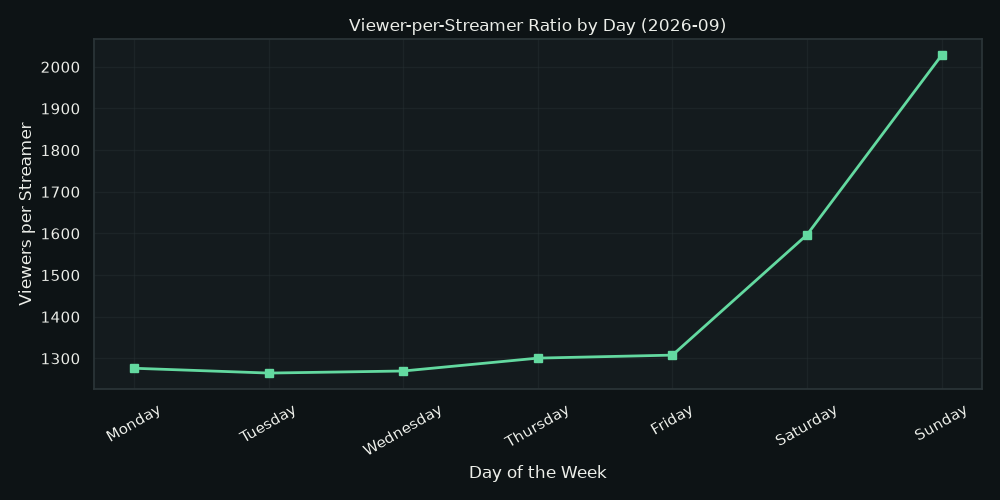 Viewer-per-Streamer Ratio by Day (2026-09)
Viewers per Streamer
2000
1900
1800
1700
1600
1500
1400
1300
Monday
Tuesday
Wednesday
Thursday
Friday
Saturday
Sunday
Day of the Week